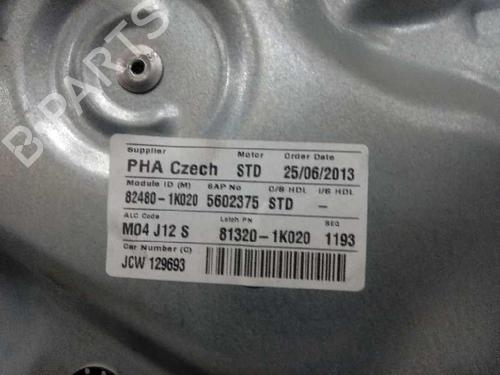 B-PARTS
Supplier Motor Order Date
PHA Czech STD 25/06/2013
Module ID (M) SAP No O/S HDL I/S HDL
82480-1K020 5602375 STD -
ALC Code Latch PN SEQ
M04 J12 S 81320-1K020 1193
Car Number (C)
JCW 129693